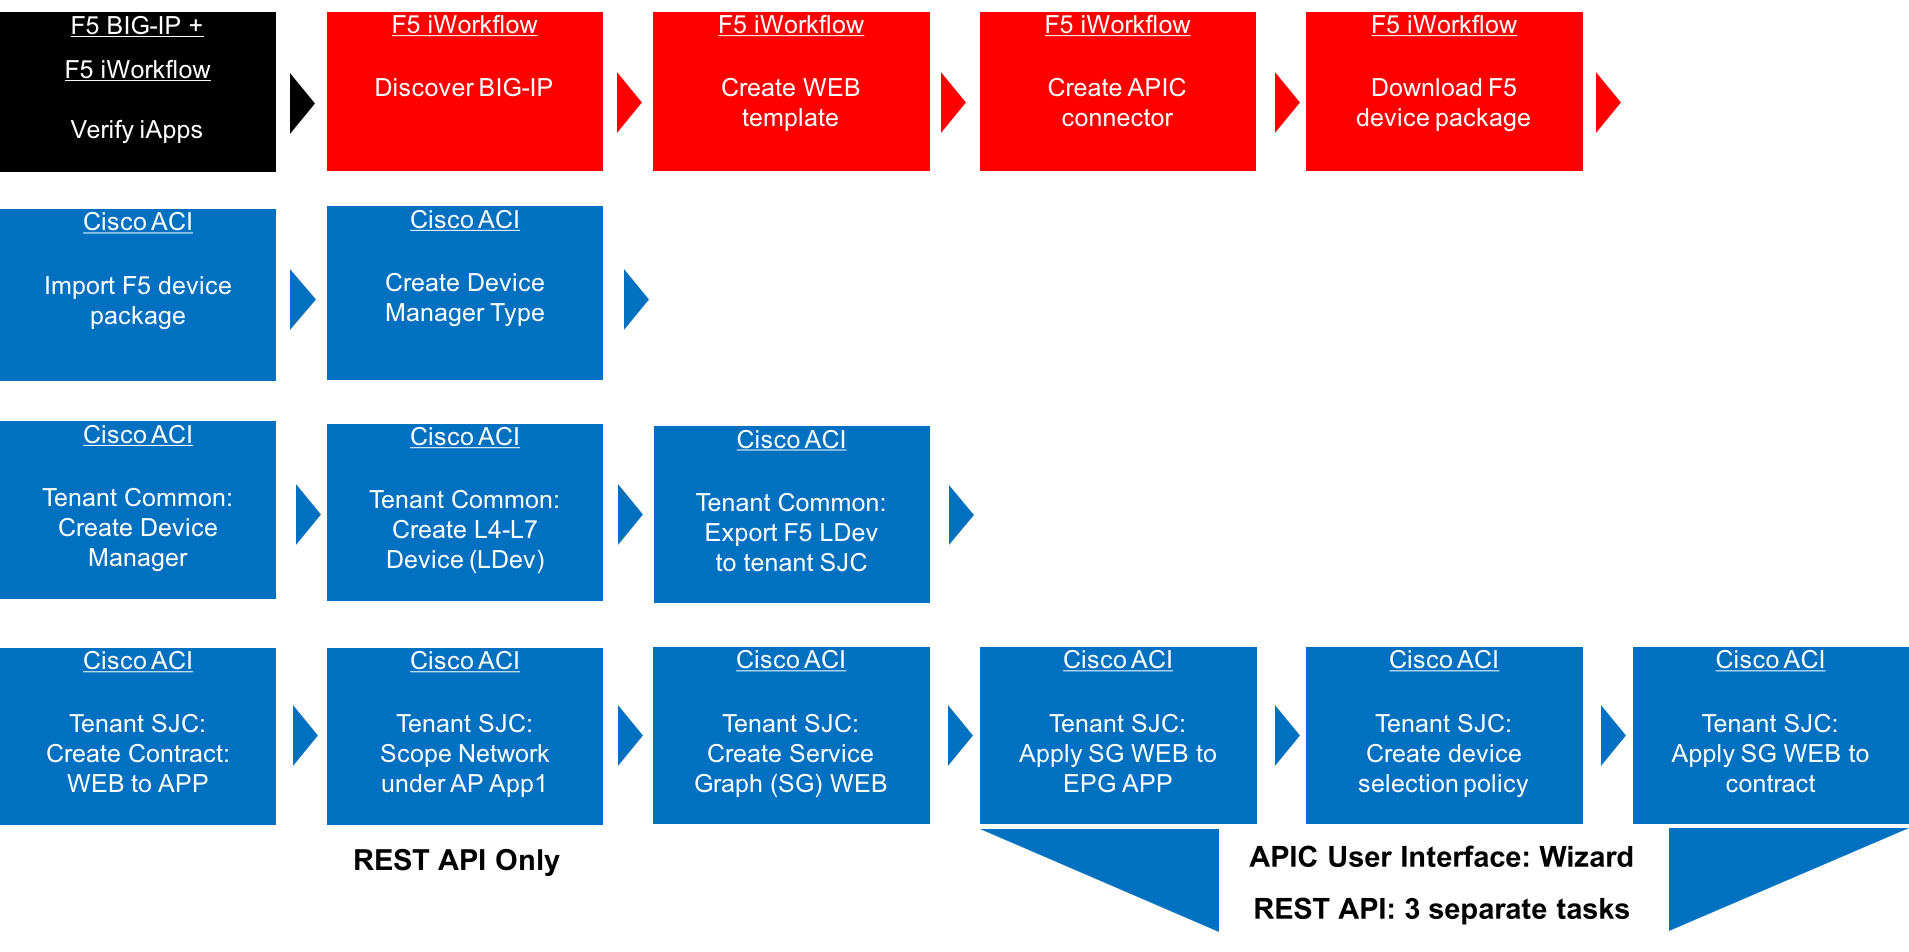 F5 BIG-IP +
F5 iWorkflow
Verify iApps
F5 iWorkflow
Discover BIG-IP
F5 iWorkflow
Create WEB
template
F5 iWorkflow
Create APIC
connector
F5 iWorkflow
Download F5
device package
Cisco ACI
Import F5 device
package
Cisco ACI
Create Device
Manager Type
Cisco ACI
Tenant Common:
Create Device
Manager
Cisco ACI
Tenant Common:
Create L4-L7
Device (LDev)
Cisco ACI
Tenant Common:
Export F5 LDev
to tenant SJC
Cisco ACI
Tenant SJC:
Create Contract:
WEB to APP
Cisco ACI
Tenant SJC:
Scope Network
under AP App1
Cisco ACI
Tenant SJC:
Create Service
Graph (SG) WEB
Cisco ACI
Tenant SJC:
Apply SG WEB to
EPG APP
Cisco ACI
Tenant SJC:
Create device
selection policy
Cisco ACI
Tenant SJC:
Apply SG WEB to
contract
REST API Only
APIC User Interface: Wizard
REST API: 3 separate tasks